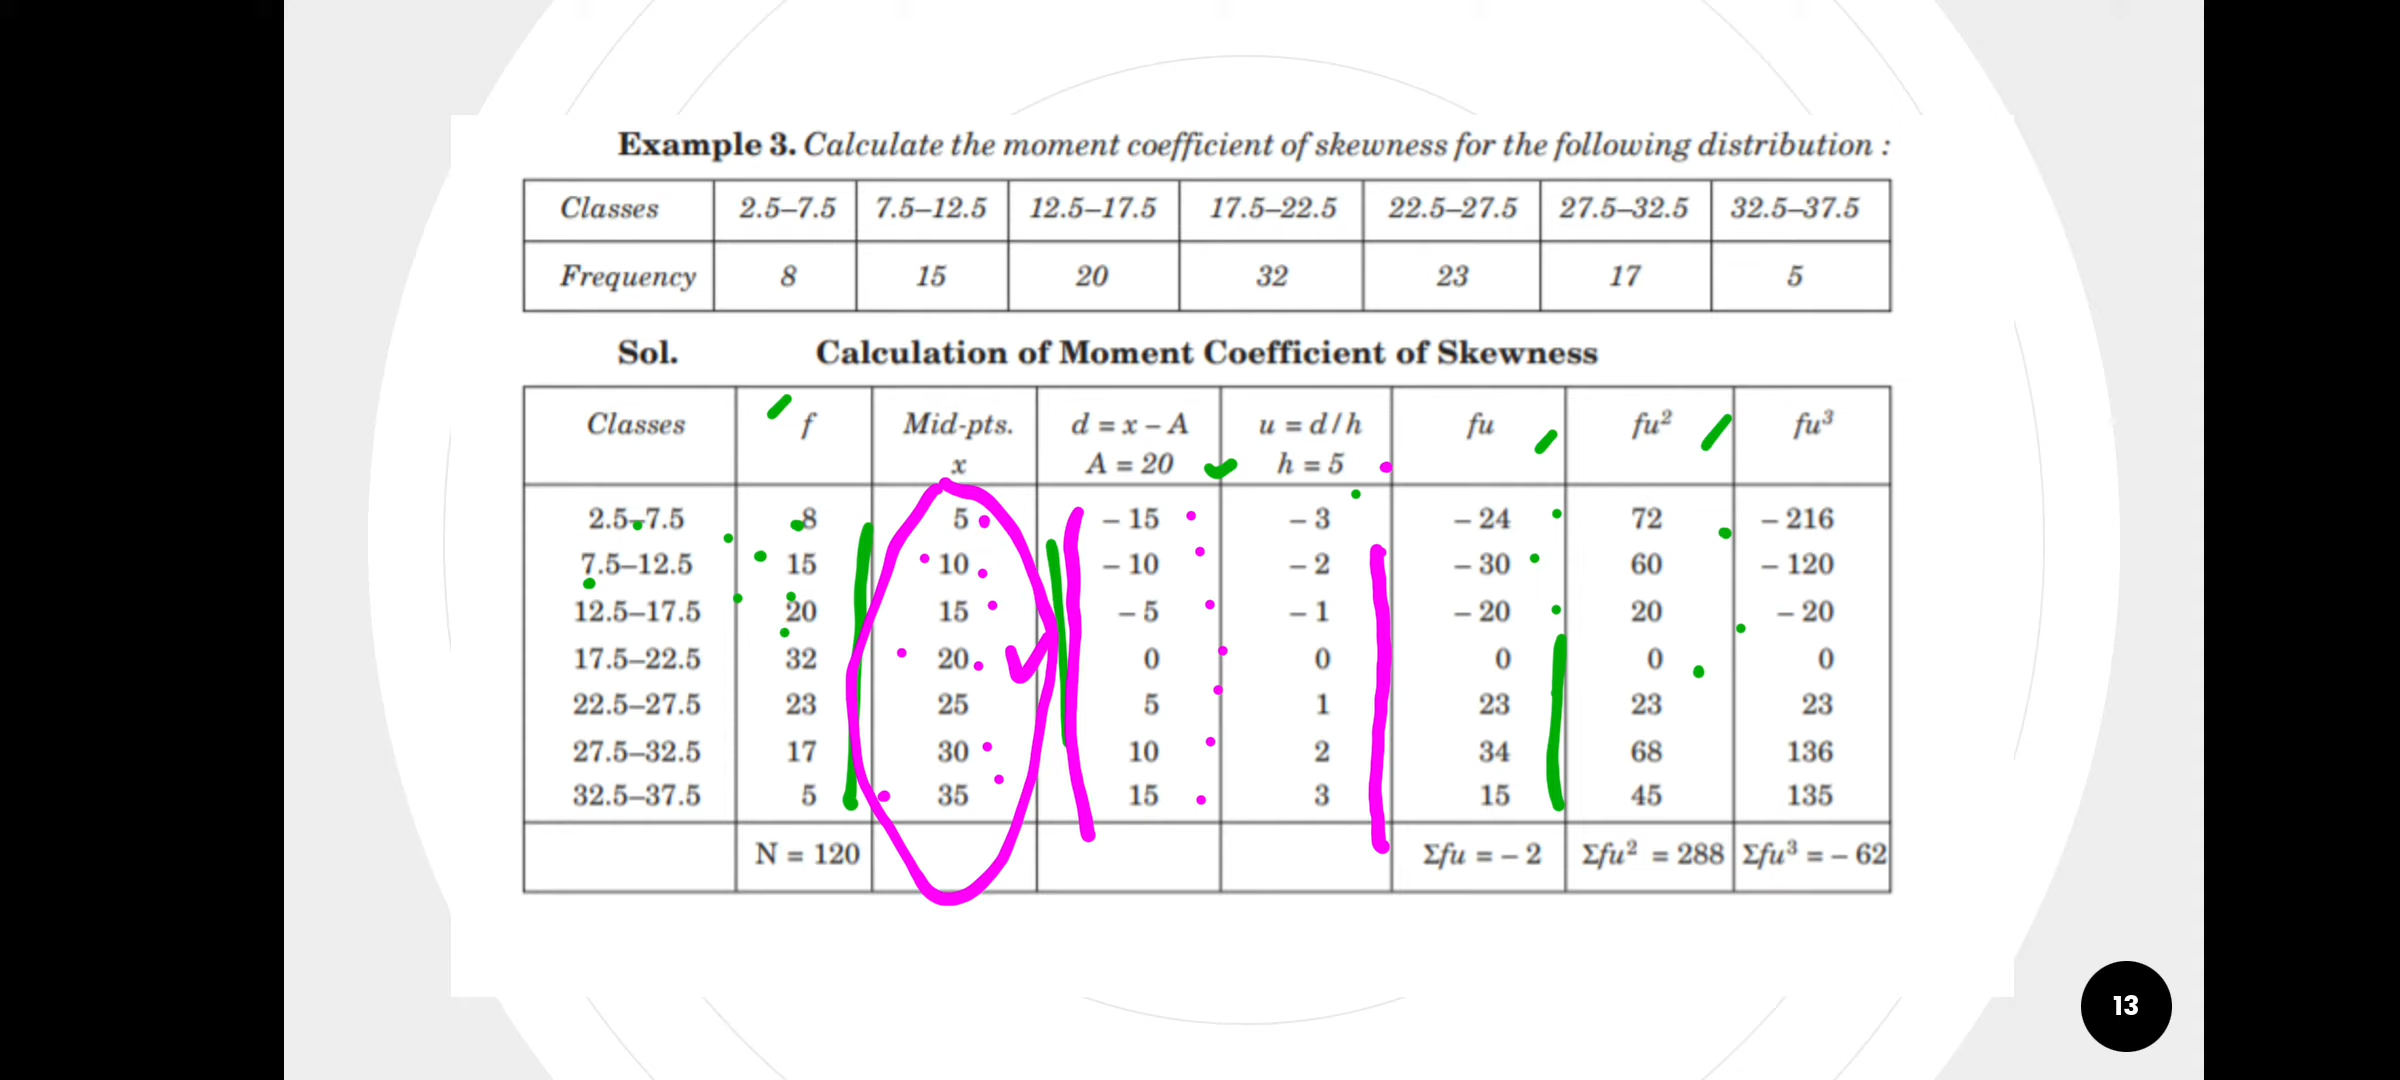 Example 3. Calculate the moment coefficient of skewness for the following distribution :
Classes 2.5–7.5 7.5–12.5 12.5–17.5 17.5–22.5 22.5–27.5 27.5–32.5 32.5–37.5
Frequency 8 15 20 32 23 17 5
Sol. Calculation of Moment Coefficient of Skewness
Classes f Mid-pts. d = x – A u = d / h fu fu² fu³
x A = 20 h = 5
2.5–7.5 8 5 – 15 – 3 – 24 72 – 216
7.5–12.5 15 10 – 10 – 2 – 30 60 – 120
12.5–17.5 20 15 – 5 – 1 – 20 20 – 20
17.5–22.5 32 20 0 0 0 0 0
22.5–27.5 23 25 5 1 23 23 23
27.5–32.5 17 30 10 2 34 68 136
32.5–37.5 5 35 15 3 15 45 135
N = 120 Σfu = – 2 Σfu² = 288 Σfu³ = – 62
13